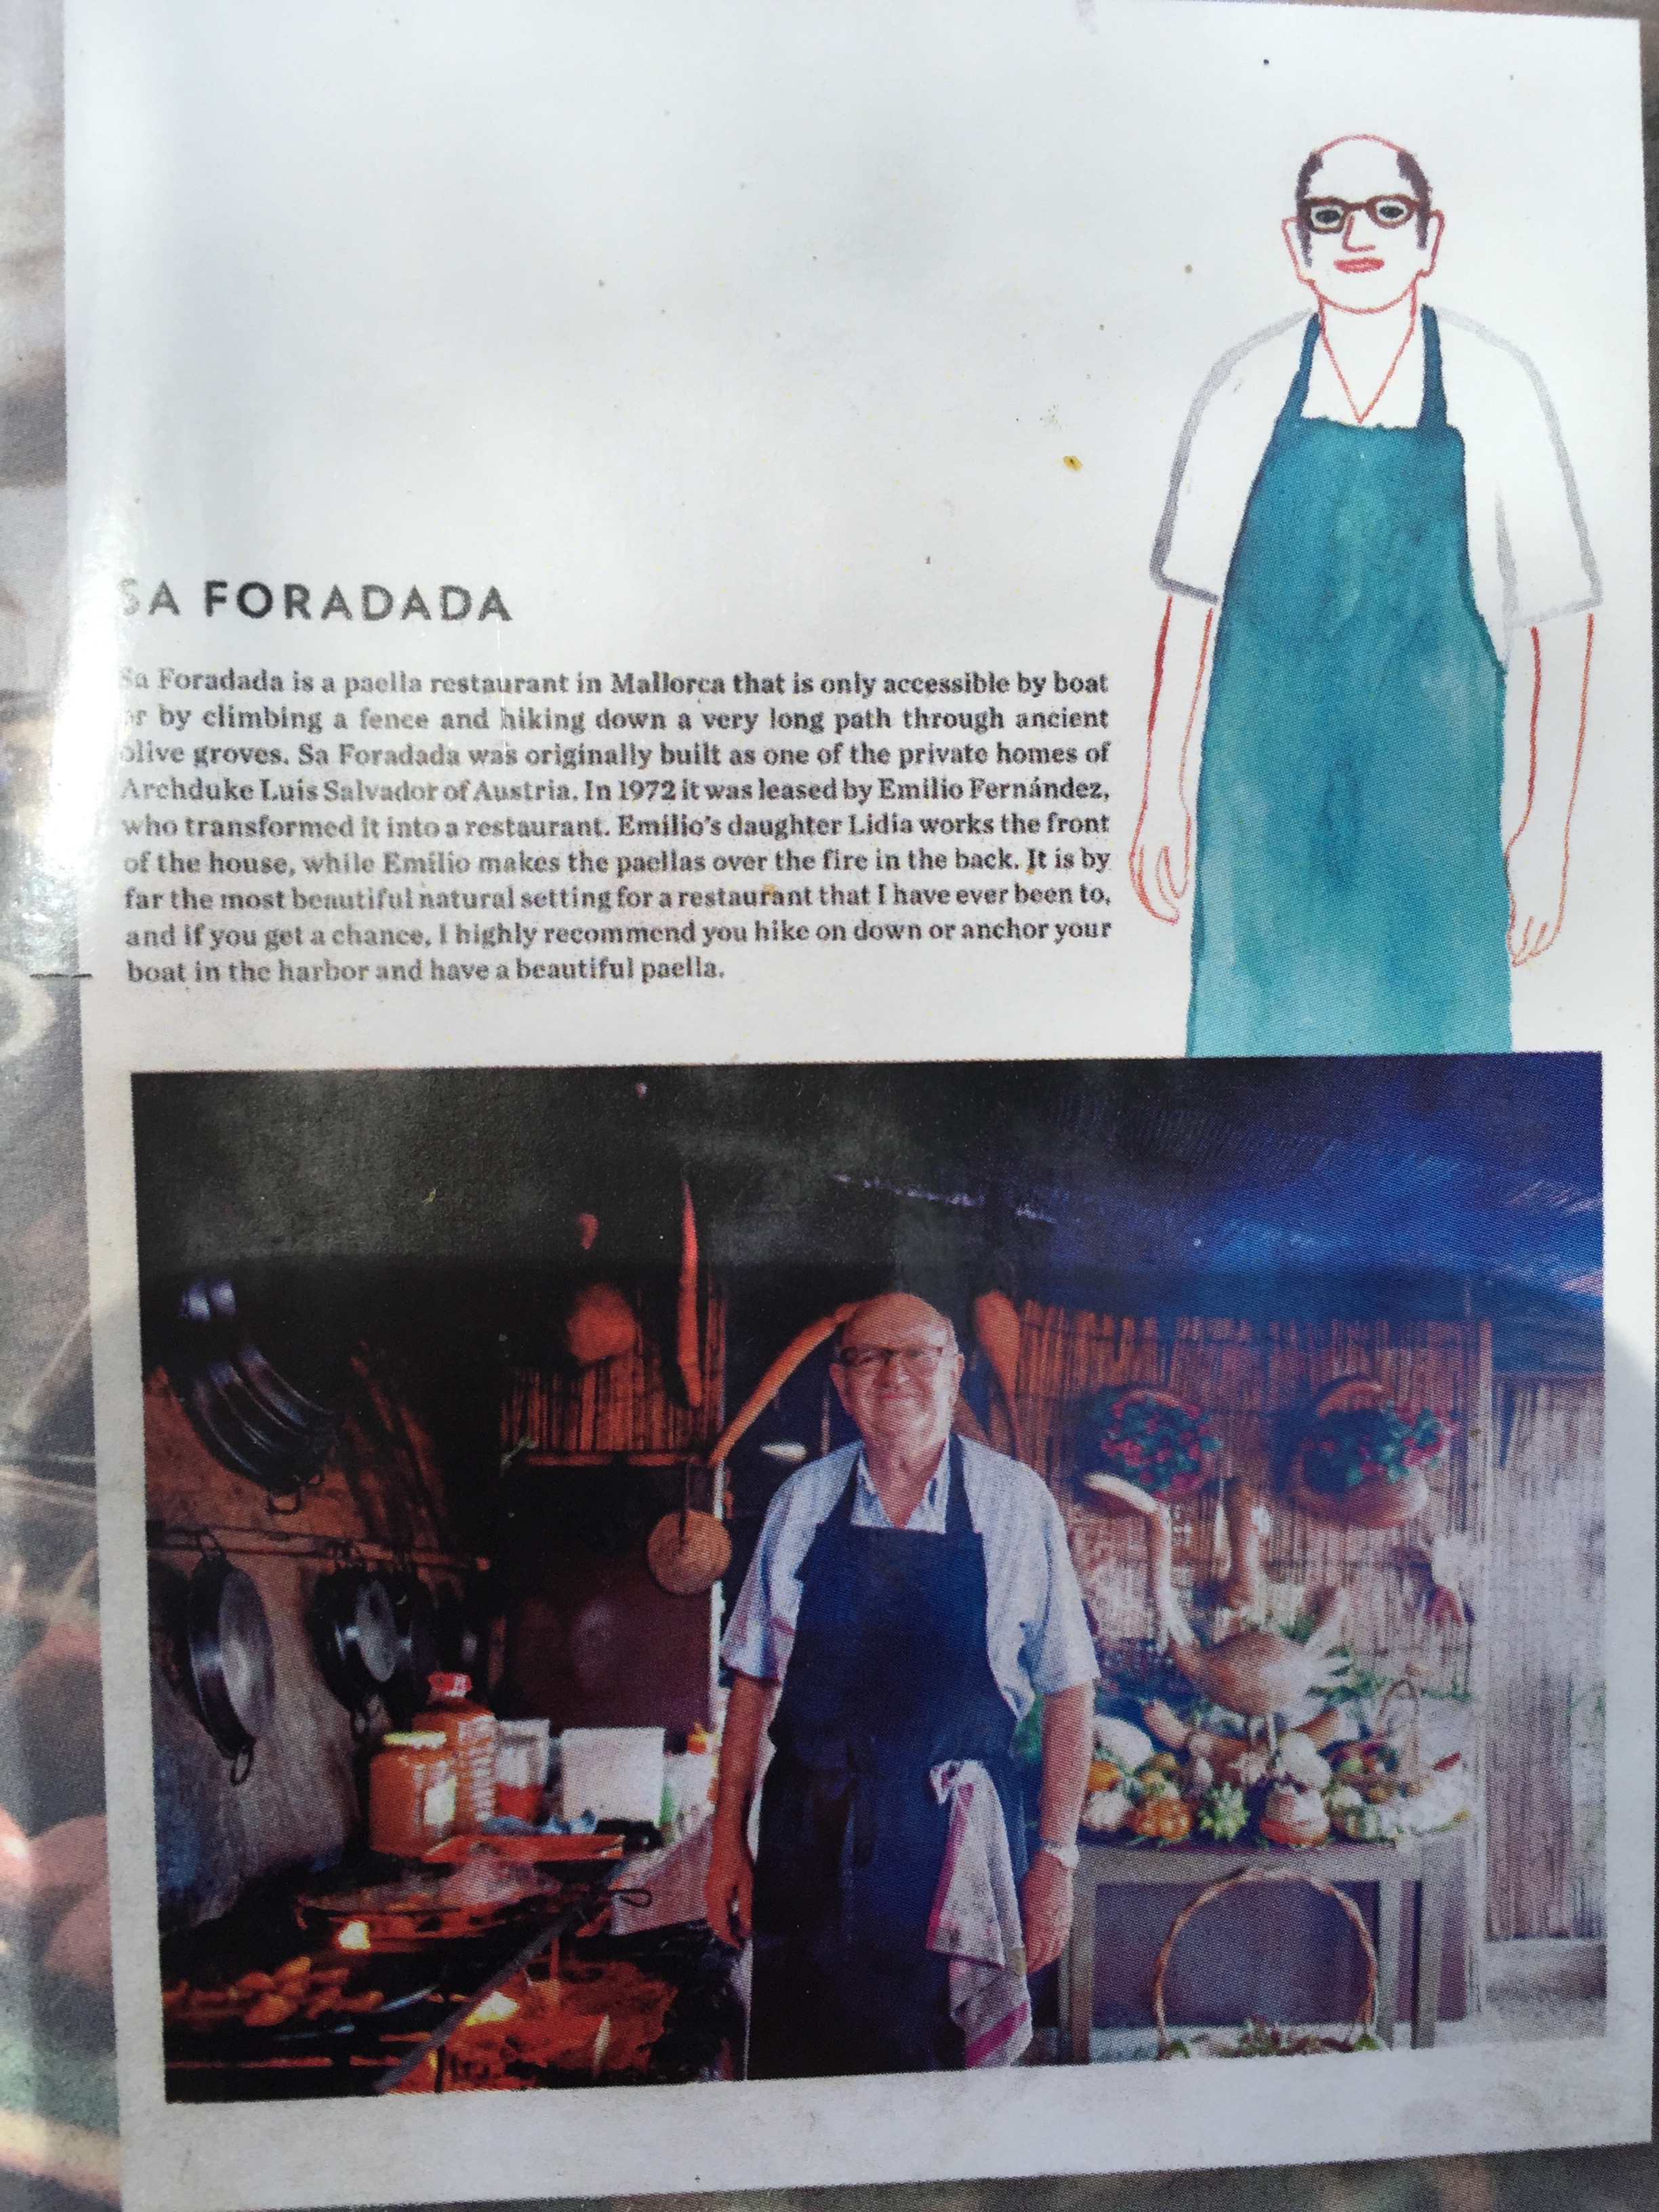 SA FORADADA
Sa Foradada is a paella restaurant in Mallorca that is only accessible by boat
or by climbing a fence and hiking down a very long path through ancient
olive groves. Sa Foradada was originally built as one of the private homes of
Archduke Luis Salvador of Austria. In 1972 it was leased by Emilio Fernández,
who transformed it into a restaurant. Emilio's daughter Lidia works the front
of the house, while Emilio makes the paellas over the fire in the back. It is by
far the most beautiful natural setting for a restaurant that I have ever been to,
and if you get a chance, I highly recommend you hike on down or anchor your
boat in the harbor and have a beautiful paella.